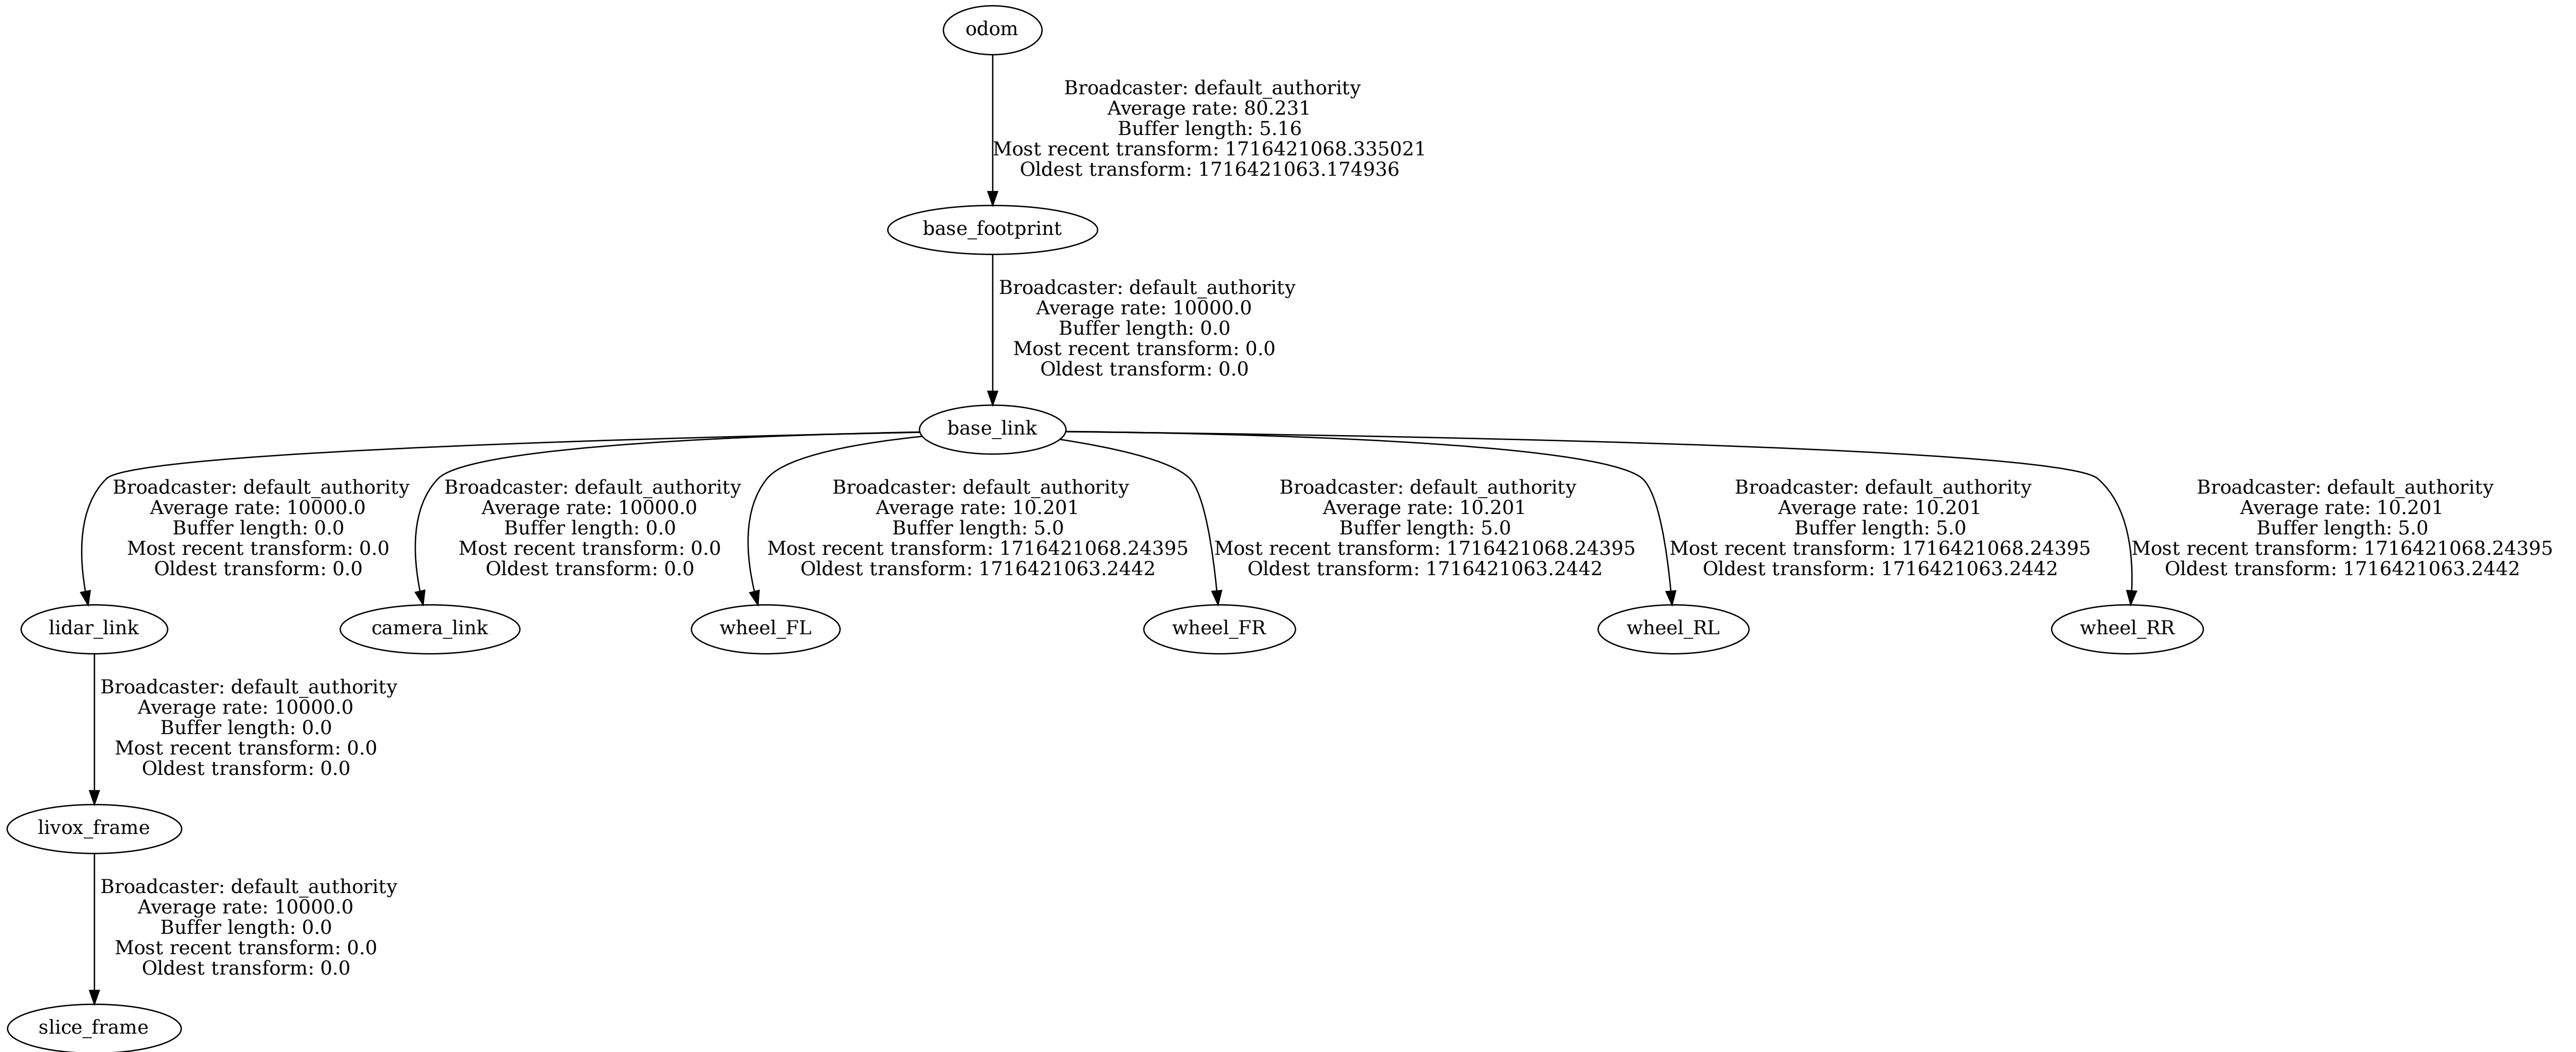 odom
Broadcaster: default_authority
Average rate: 80.231
Buffer length: 5.16
Most recent transform: 1716421068.335021
Oldest transform: 1716421063.174936
base_footprint
Broadcaster: default_authority
Average rate: 10000.0
Buffer length: 0.0
Most recent transform: 0.0
Oldest transform: 0.0
base_link
Broadcaster: default_authority
Average rate: 10000.0
Buffer length: 0.0
Most recent transform: 0.0
Oldest transform: 0.0
Broadcaster: default_authority
Average rate: 10000.0
Buffer length: 0.0
Most recent transform: 0.0
Oldest transform: 0.0
Broadcaster: default_authority
Average rate: 10.201
Buffer length: 5.0
Most recent transform: 1716421068.24395
Oldest transform: 1716421063.2442
Broadcaster: default_authority
Average rate: 10.201
Buffer length: 5.0
Most recent transform: 1716421068.24395
Oldest transform: 1716421063.2442
Broadcaster: default_authority
Average rate: 10.201
Buffer length: 5.0
Most recent transform: 1716421068.24395
Oldest transform: 1716421063.2442
Broadcaster: default_authority
Average rate: 10.201
Buffer length: 5.0
Most recent transform: 1716421068.24395
Oldest transform: 1716421063.2442
lidar_link
camera_link
wheel_FL
wheel_FR
wheel_RL
wheel_RR
Broadcaster: default_authority
Average rate: 10000.0
Buffer length: 0.0
Most recent transform: 0.0
Oldest transform: 0.0
livox_frame
Broadcaster: default_authority
Average rate: 10000.0
Buffer length: 0.0
Most recent transform: 0.0
Oldest transform: 0.0
slice_frame